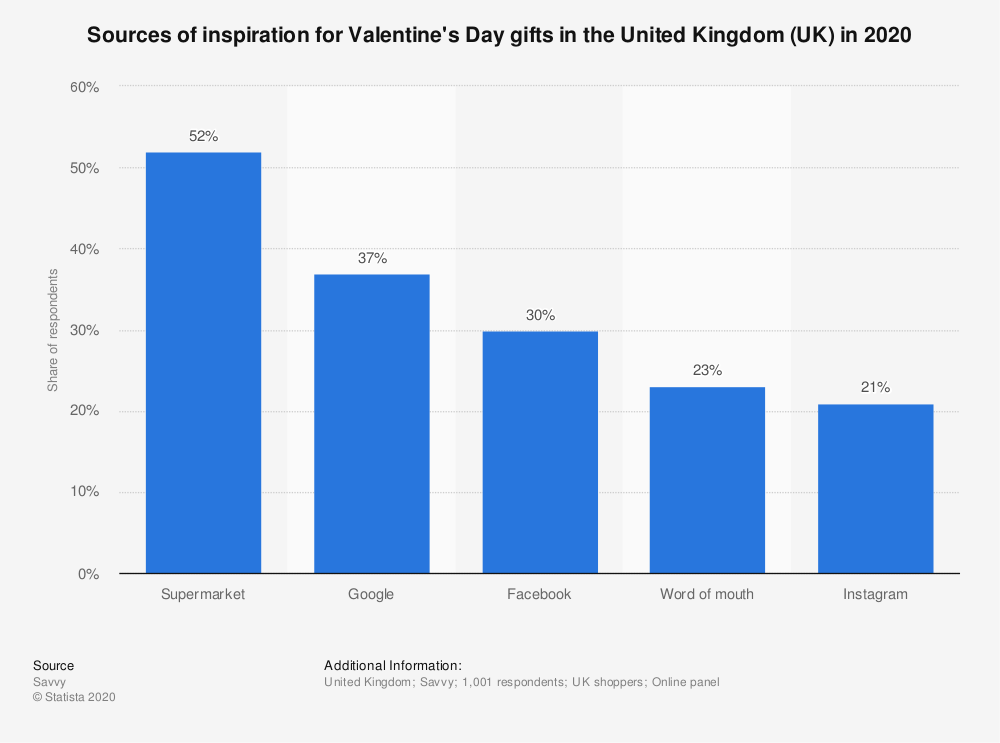 Sources of inspiration for Valentine's Day gifts in the United Kingdom (UK) in 2020
60%
50%
40%
30%
20%
10%
0%
Share of respondents
52%
37%
30%
23%
21%
Supermarket
Google
Facebook
Word of mouth
Instagram
Source
Savvy
© Statista 2020
Additional Information:
United Kingdom; Savvy; 1,001 respondents; UK shoppers; Online panel